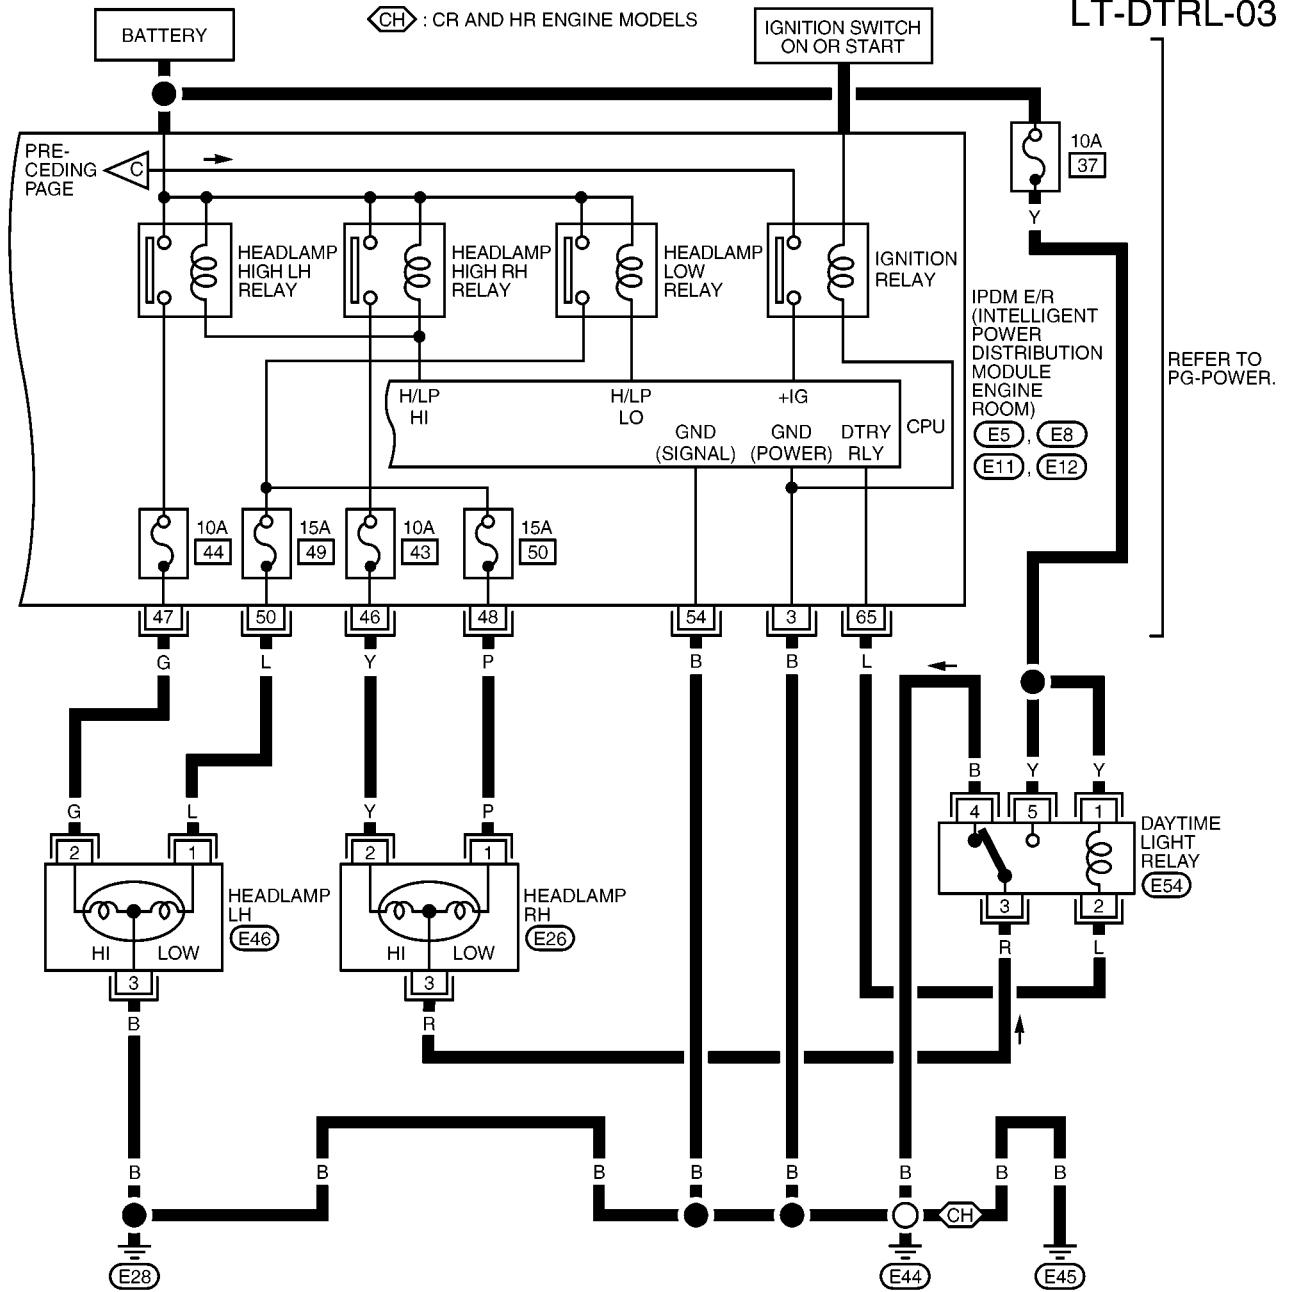 LT-DTRL-03
BATTERY
CH : CR AND HR ENGINE MODELS
IGNITION SWITCH
ON OR START
PRE-
CEDING
PAGE
C
10A
37
Y
HEADLAMP
HIGH LH
RELAY
HEADLAMP
HIGH RH
RELAY
HEADLAMP
LOW
RELAY
IGNITION
RELAY
IPDM E/R
(INTELLIGENT
POWER
DISTRIBUTION
MODULE
ENGINE
ROOM)
E5 , E8
E11 , E12
REFER TO
PG-POWER.
H/LP
HI
H/LP
LO
+IG
GND
(SIGNAL)
GND
(POWER)
DTRY
RLY
CPU
10A
44
15A
49
10A
43
15A
50
47 50 46 48 54 3 65
G L Y P B B L
B Y Y
4 5 1
DAYTIME
LIGHT
RELAY
E54
3 2
R L
G L Y P
2 1 2 1
HEADLAMP
LH
E46
HEADLAMP
RH
E26
HI LOW HI LOW
3 3
B R
B B B B B B B B
CH
E28 E44 E45